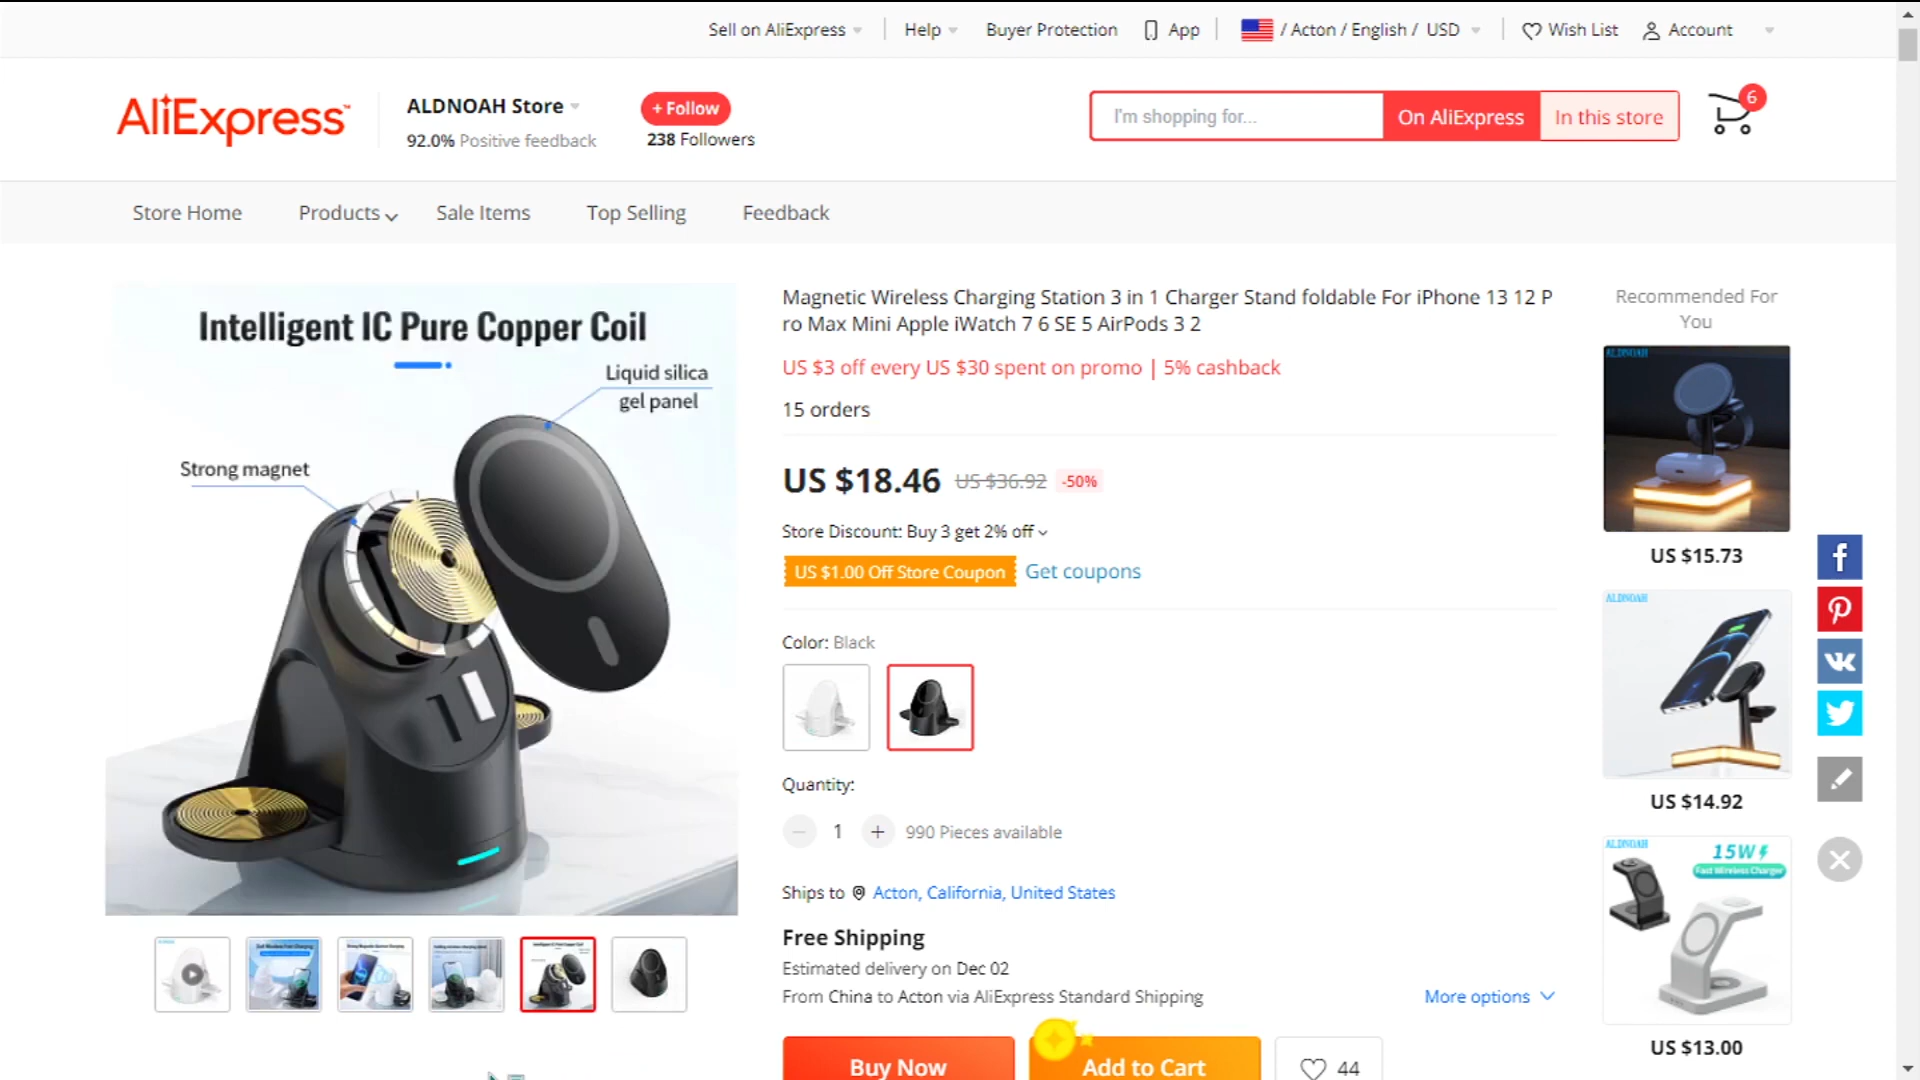 Sell on AliExpress
Help
Buyer Protection
App
/ Acton / English / USD
Wish List
Account
AliExpress™
ALDNOAH Store
92.0% Positive feedback
+ Follow
238 Followers
I'm shopping for...
On AliExpress
In this store
6
Store Home
Products
Sale Items
Top Selling
Feedback
Intelligent IC Pure Copper Coil
Liquid silica
gel panel
Strong magnet
Magnetic Wireless Charging Station 3 in 1 Charger Stand foldable For iPhone 13 12 P
ro Max Mini Apple iWatch 7 6 SE 5 AirPods 3 2
US $3 off every US $30 spent on promo | 5% cashback
15 orders
US $18.46 US $36.92 -50%
Store Discount: Buy 3 get 2% off
US $1.00 Off Store Coupon Get coupons
Color: Black
Quantity:
1
990 Pieces available
Ships to Acton, California, United States
Free Shipping
Estimated delivery on Dec 02
From China to Acton via AliExpress Standard Shipping
More options
Buy Now
Add to Cart
44
Recommended For
You
ALDNOAH
US $15.73
ALDNOAH
US $14.92
ALDNOAH
15W
Fast Wireless Charger
US $13.00